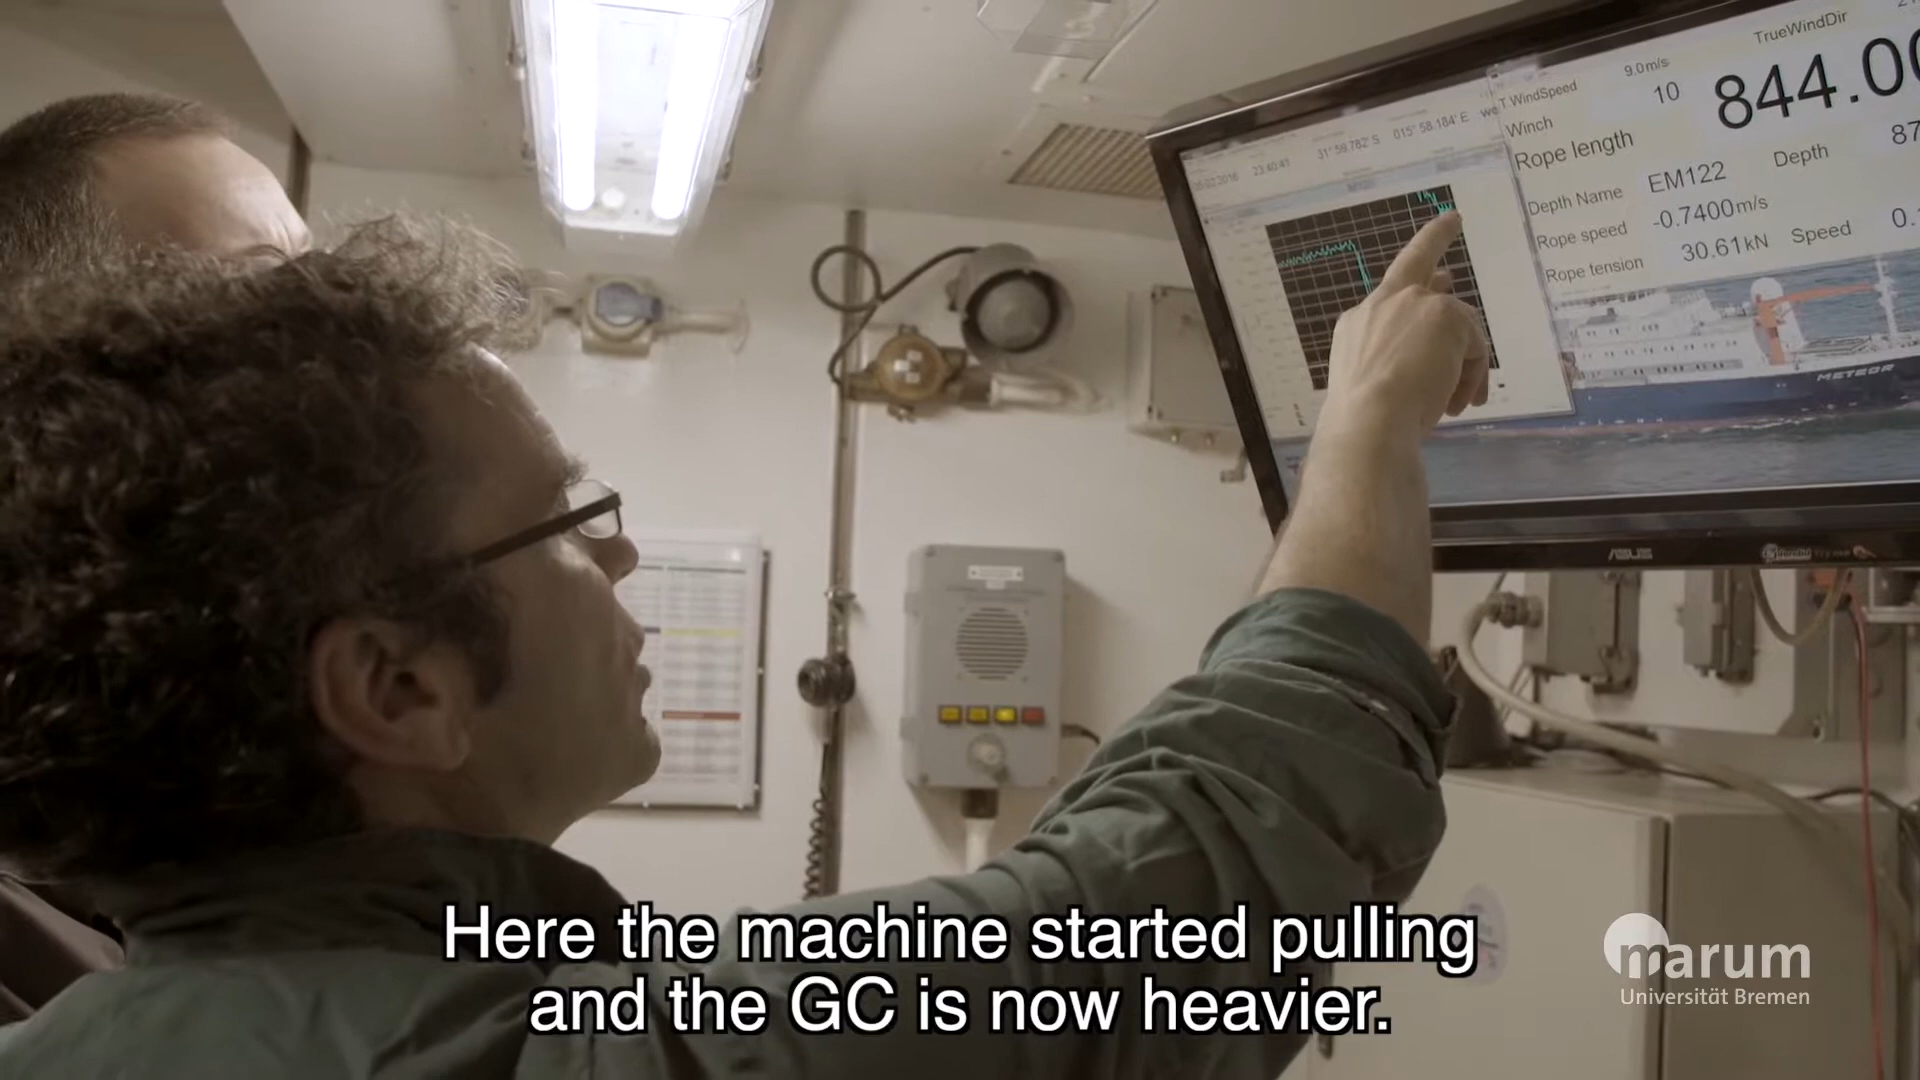 TrueWindDir
T WindSpeed 9.0m/s
Winch 10
Rope length 844.00
Depth Name EM122 Depth 87
Rope speed -0.7400m/s
Rope tension 30.61kN Speed 0.
23:40:41 31° 59.782' S 015° 58.184' E
METEOR
ASUS
Here the machine started pulling
and the GC is now heavier.
marum
Universität Bremen